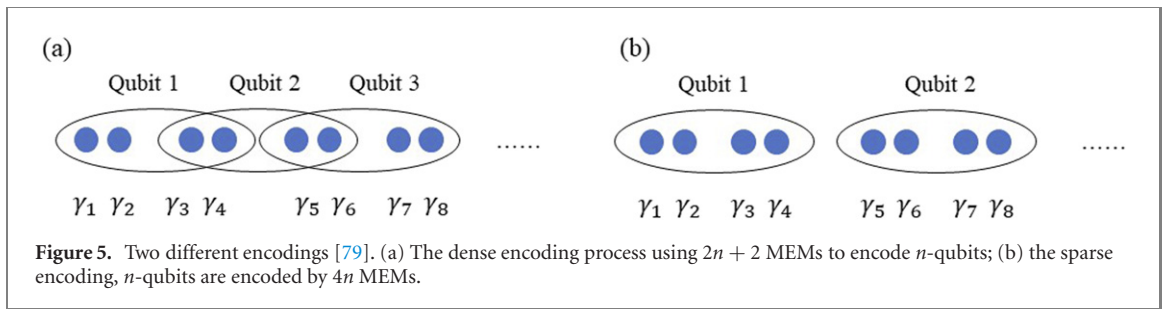 (a)
(b)
Qubit 1 Qubit 2 Qubit 3
Qubit 1 Qubit 2
……
……
γ₁ γ₂ γ₃ γ₄ γ₅ γ₆ γ₇ γ₈
γ₁ γ₂ γ₃ γ₄ γ₅ γ₆ γ₇ γ₈
Figure 5. Two different encodings [79]. (a) The dense encoding process using 2n + 2 MEMs to encode n-qubits; (b) the sparse
encoding, n-qubits are encoded by 4n MEMs.